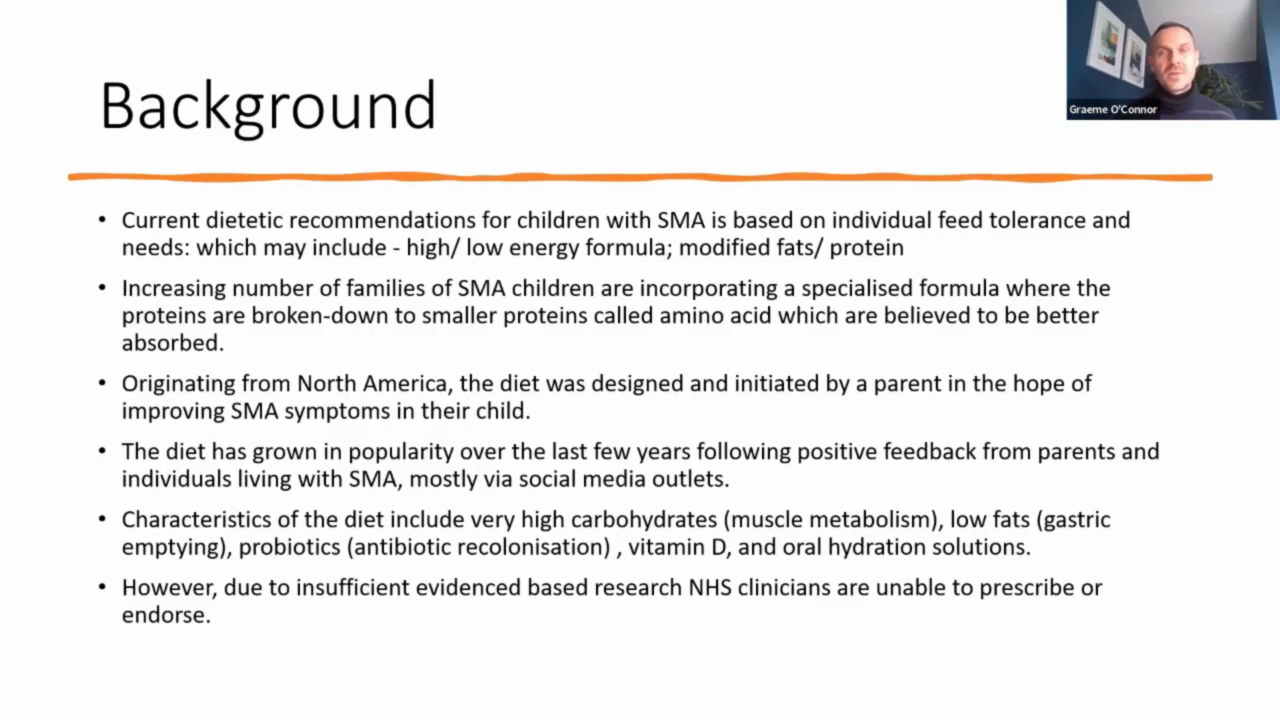 Background
Graeme O'Connor
• Current dietetic recommendations for children with SMA is based on individual feed tolerance and
needs: which may include - high/ low energy formula; modified fats/ protein
• Increasing number of families of SMA children are incorporating a specialised formula where the
proteins are broken-down to smaller proteins called amino acid which are believed to be better
absorbed.
• Originating from North America, the diet was designed and initiated by a parent in the hope of
improving SMA symptoms in their child.
• The diet has grown in popularity over the last few years following positive feedback from parents and
individuals living with SMA, mostly via social media outlets.
• Characteristics of the diet include very high carbohydrates (muscle metabolism), low fats (gastric
emptying), probiotics (antibiotic recolonisation) , vitamin D, and oral hydration solutions.
• However, due to insufficient evidenced based research NHS clinicians are unable to prescribe or
endorse.